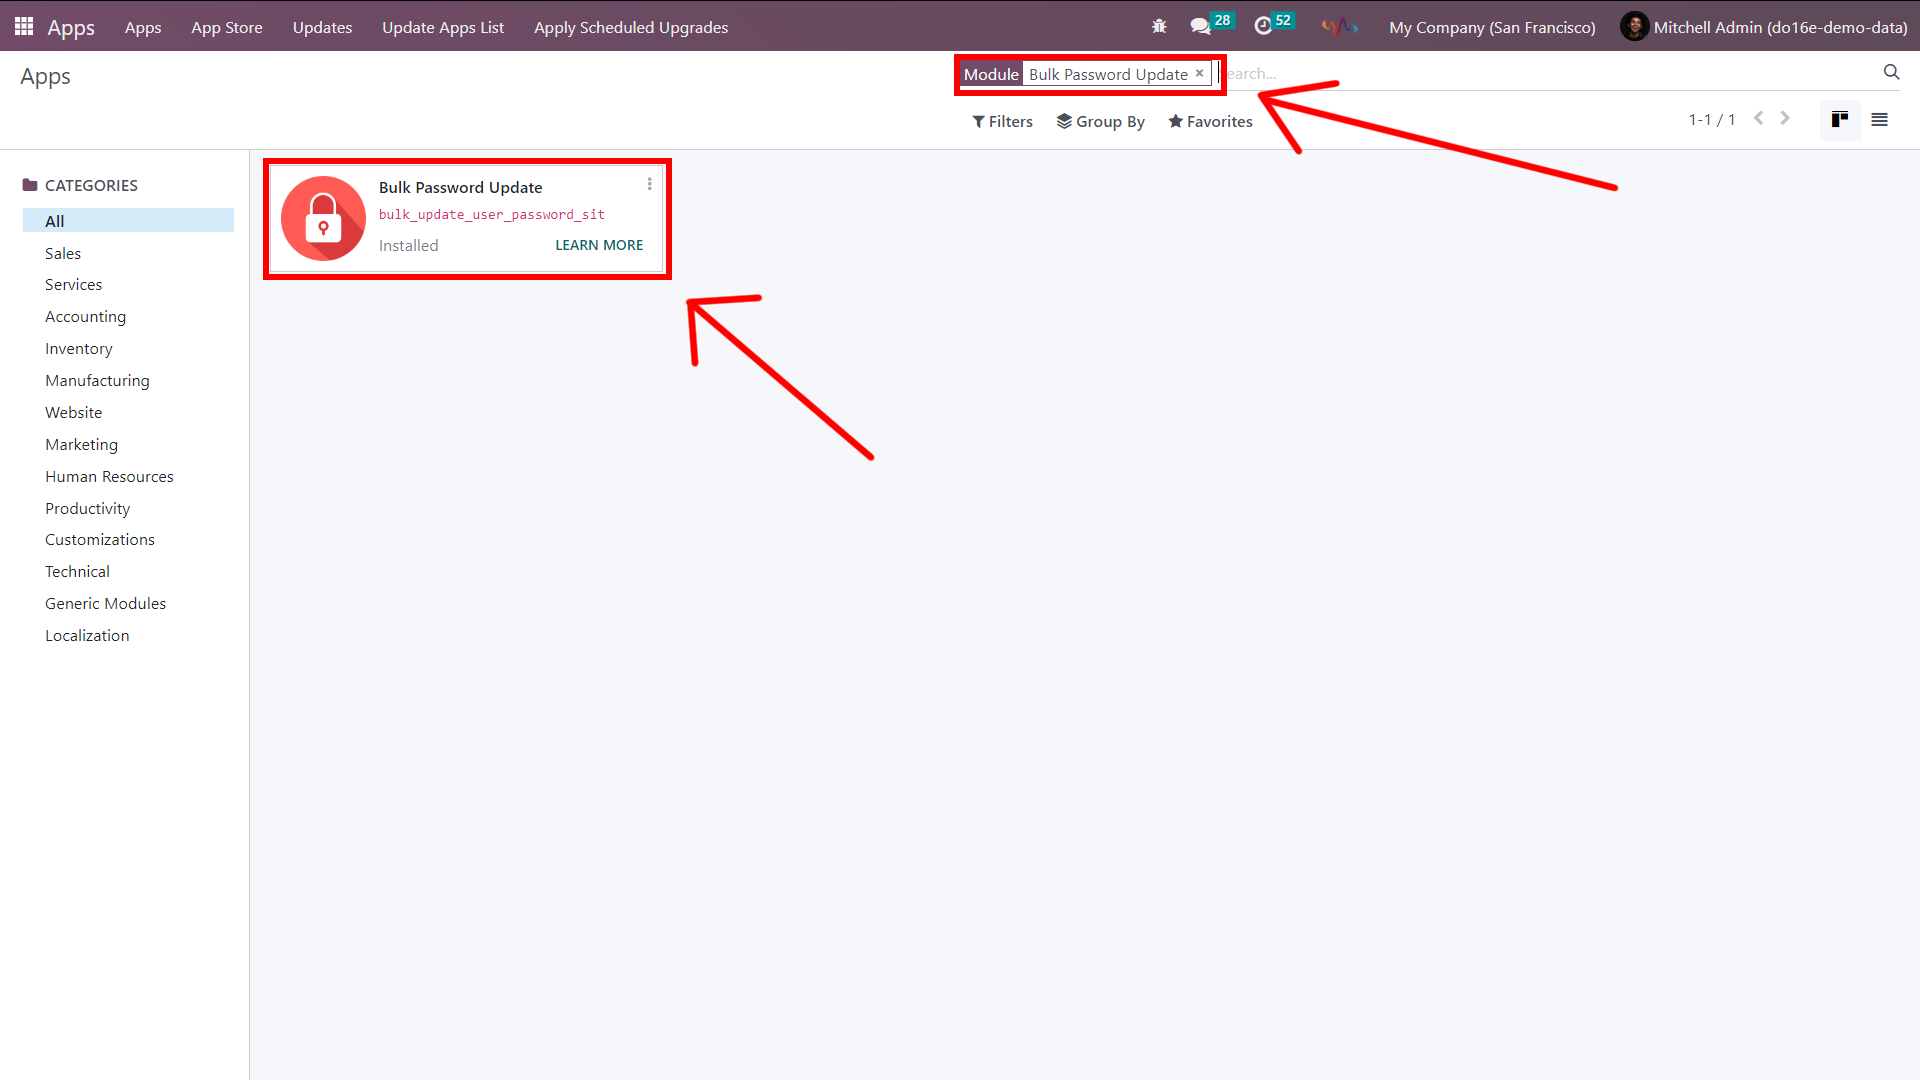 Apps
Apps
App Store
Updates
Update Apps List
Apply Scheduled Upgrades
28
52
My Company (San Francisco)
Mitchell Admin (do16e-demo-data)
Apps
Module Bulk Password Update ×
earch...
Filters
Group By
Favorites
1-1 / 1
CATEGORIES
All
Sales
Services
Accounting
Inventory
Manufacturing
Website
Marketing
Human Resources
Productivity
Customizations
Technical
Generic Modules
Localization
Bulk Password Update
bulk_update_user_password_sit
Installed
LEARN MORE